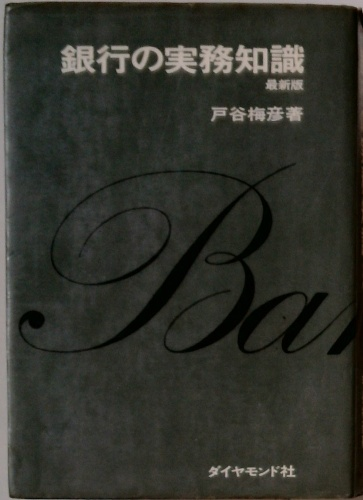 銀行の実務知識
最新版
戸谷梅彦著
Ban
ダイヤモンド社